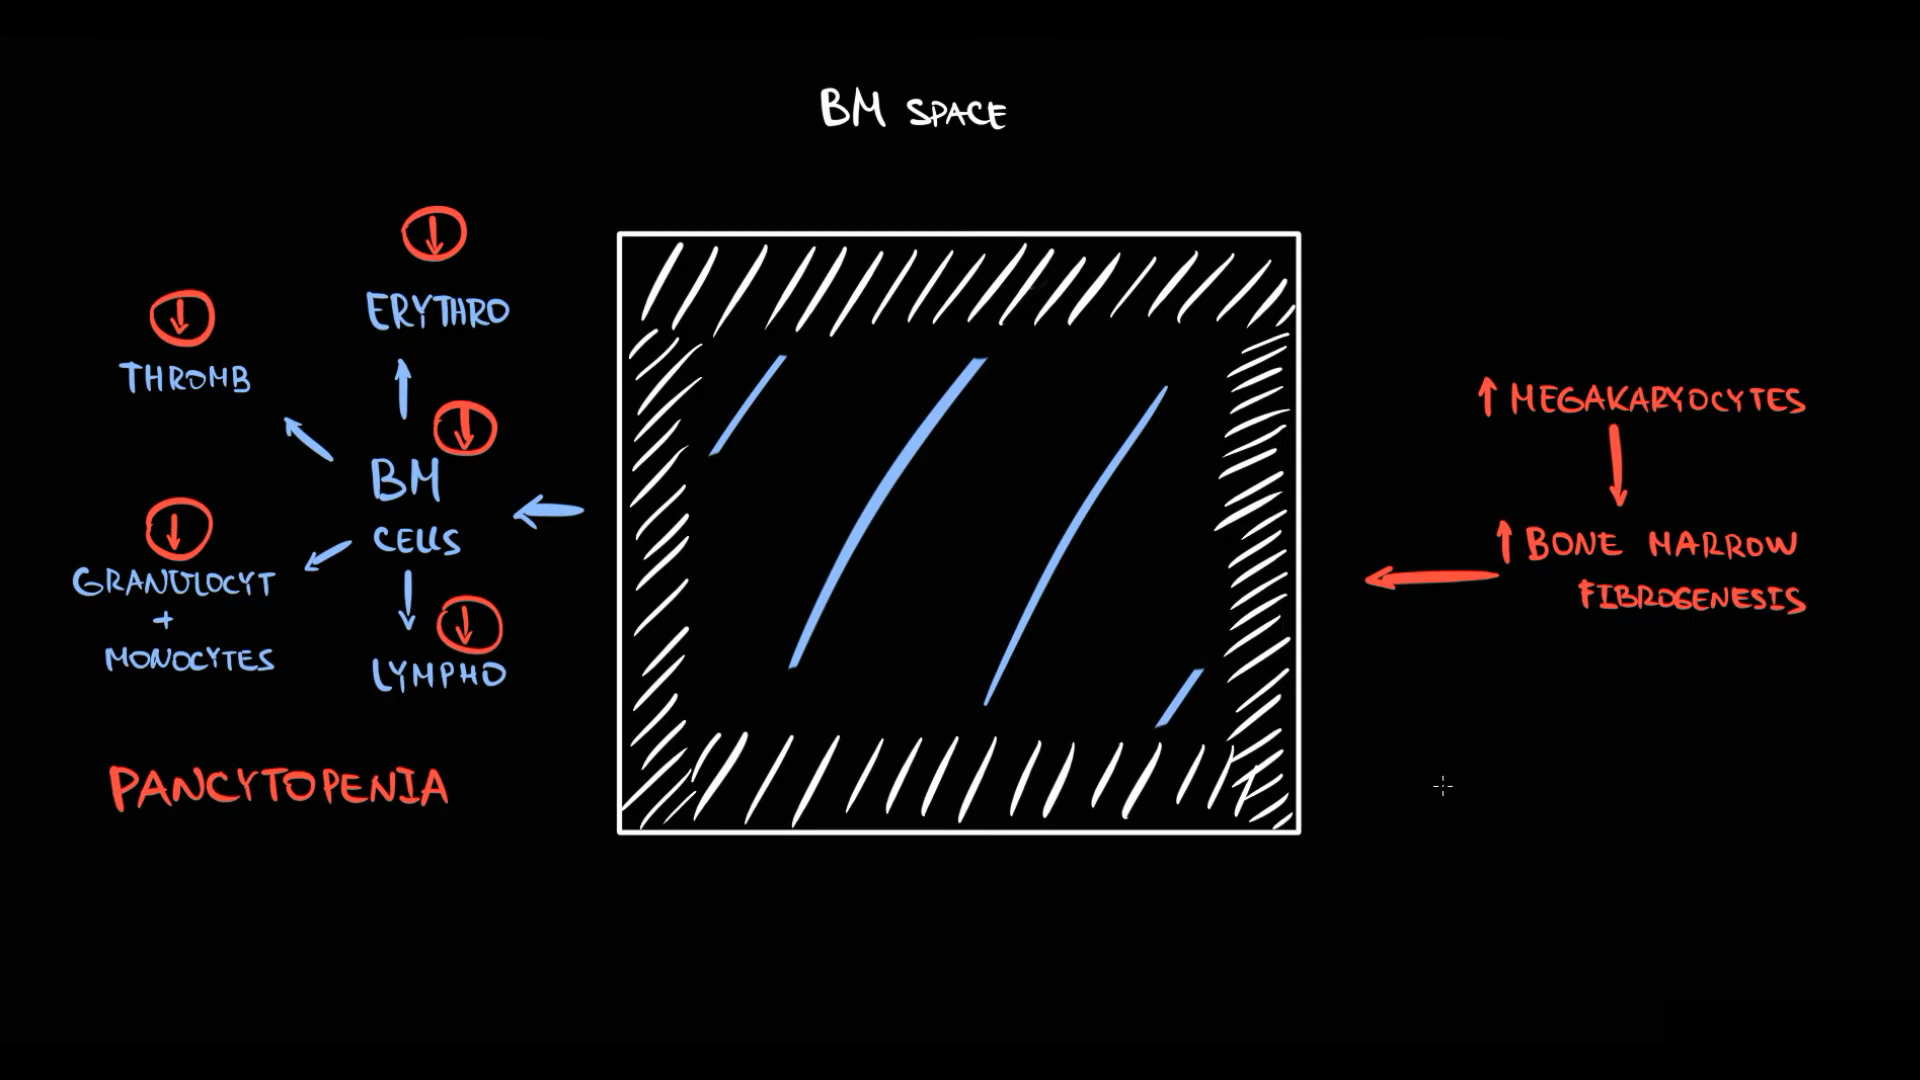 BM SPACE
↓
ERYTHRO
↓
THROMB
↓
BM
CELLS
↓
GRANULOCYT
+
MONOCYTES
↓
LYMPHO
PANCYTOPENIA
↑ MEGAKARYOCYTES
↑ BONE MARROW
FIBROGENESIS